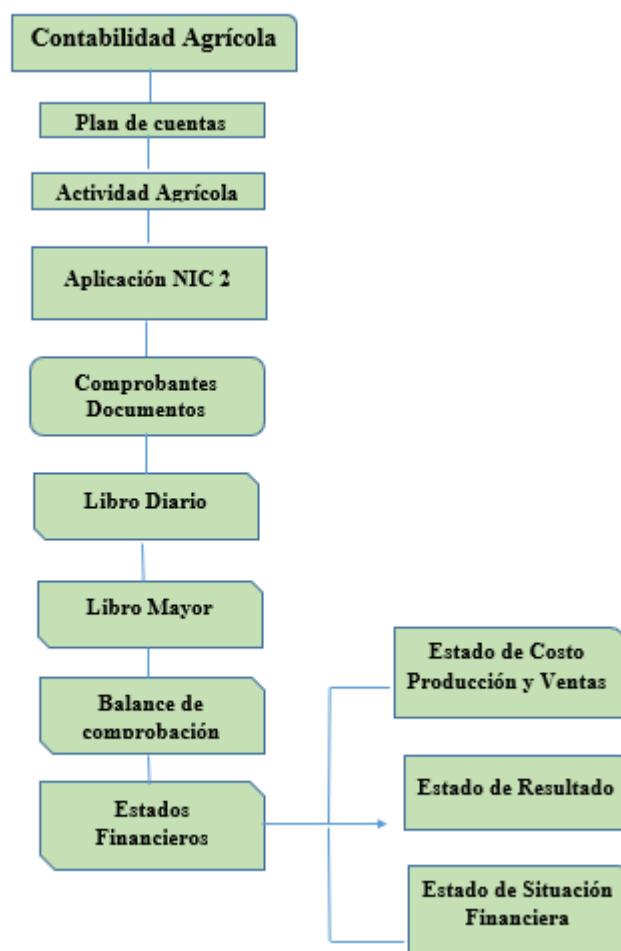 Contabilidad Agrícola
Plan de cuentas
Actividad Agrícola
Aplicación NIC 2
Comprobantes
Documentos
Libro Diario
Libro Mayor
Balance de
comprobación
Estados
Financieros
Estado de Costo
Producción y Ventas
Estado de Resultado
Estado de Situación
Financiera